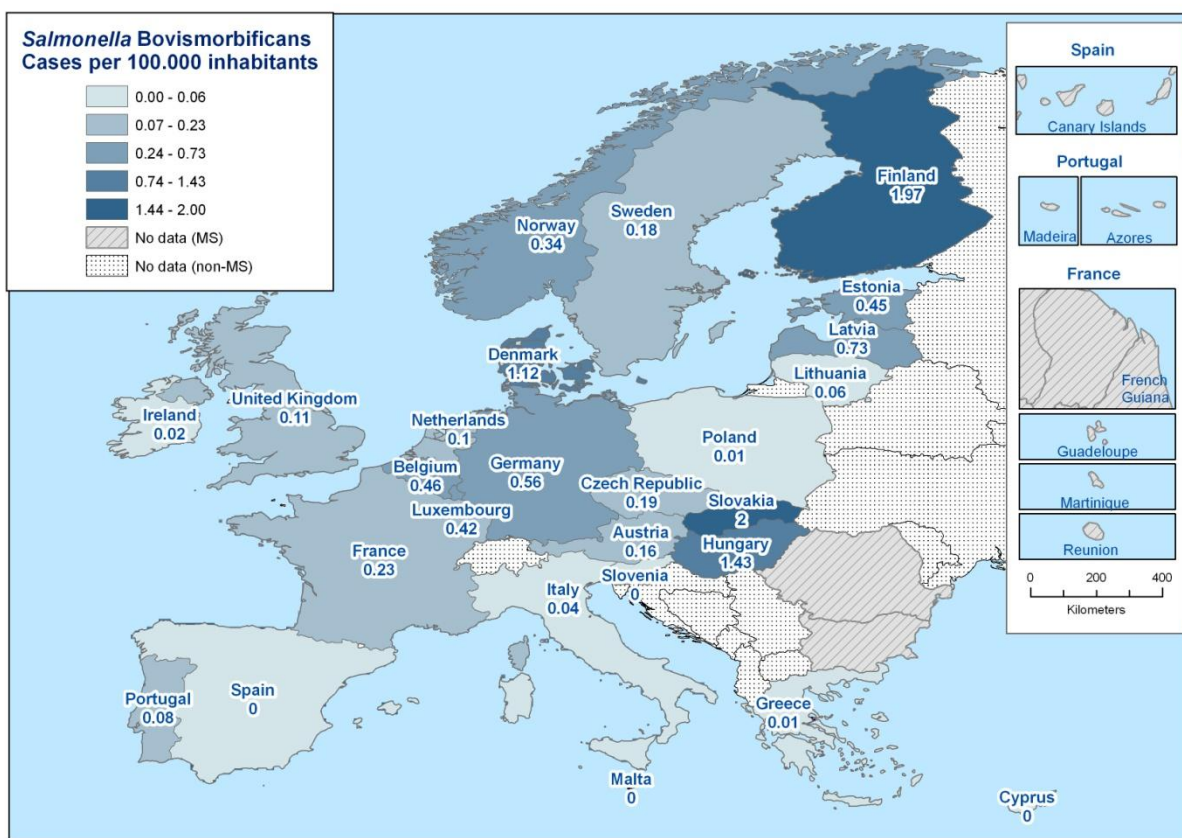 Salmonella Bovismorbificans
Cases per 100.000 inhabitants
0.00 - 0.06
0.07 - 0.23
0.24 - 0.73
0.74 - 1.43
1.44 - 2.00
No data (MS)
No data (non-MS)
Finland
1.97
Sweden
0.18
Norway
0.34
Estonia
0.45
Latvia
0.73
Lithuania
0.06
Denmark
1.12
Ireland
0.02
United Kingdom
0.11
Netherlands
0.1
Belgium
0.46
Luxembourg
0.42
Germany
0.56
Poland
0.01
Czech Republic
0.19
Slovakia
2
Austria
0.16
Hungary
1.43
Slovenia
0
France
0.23
Italy
0.04
Portugal
0.08
Spain
0
Greece
0.01
Malta
0
Cyprus
0
Spain
Canary Islands
Portugal
Madeira
Azores
France
French
Guiana
Guadeloupe
Martinique
Reunion
0 200 400
Kilometers